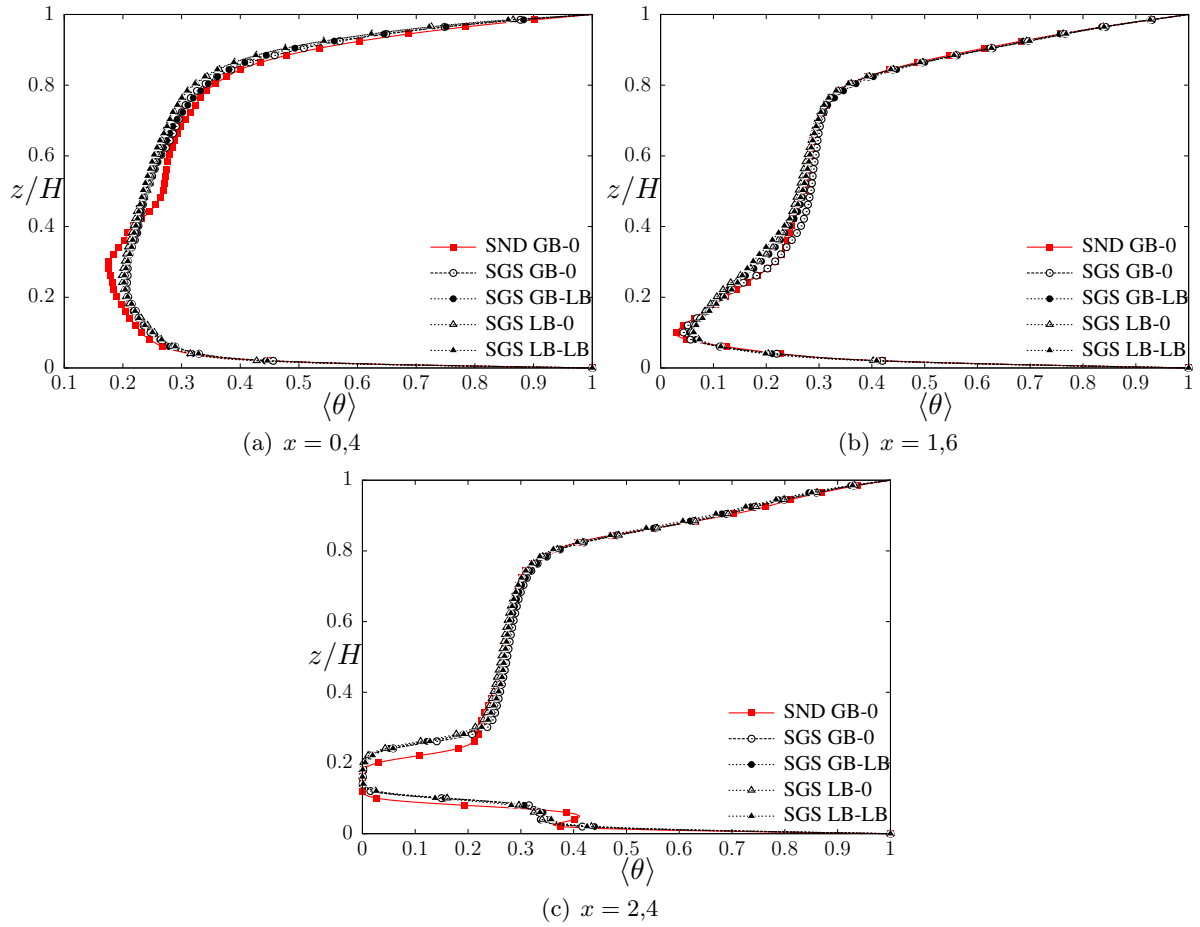 1
0.8
0.6
z/H
0.4
0.2
0
SND GB-0
SGS GB-0
SGS GB-LB
SGS LB-0
SGS LB-LB
0.1 0.2 0.3 0.4 0.5 0.6 0.7 0.8 0.9 1
⟨θ⟩
(a) x = 0,4
1
0.8
0.6
z/H
0.4
0.2
0
SND GB-0
SGS GB-0
SGS GB-LB
SGS LB-0
SGS LB-LB
0 0.1 0.2 0.3 0.4 0.5 0.6 0.7 0.8 0.9 1
⟨θ⟩
(b) x = 1,6
1
0.8
0.6
z/H
0.4
0.2
0
SND GB-0
SGS GB-0
SGS GB-LB
SGS LB-0
SGS LB-LB
0 0.1 0.2 0.3 0.4 0.5 0.6 0.7 0.8 0.9 1
⟨θ⟩
(c) x = 2,4